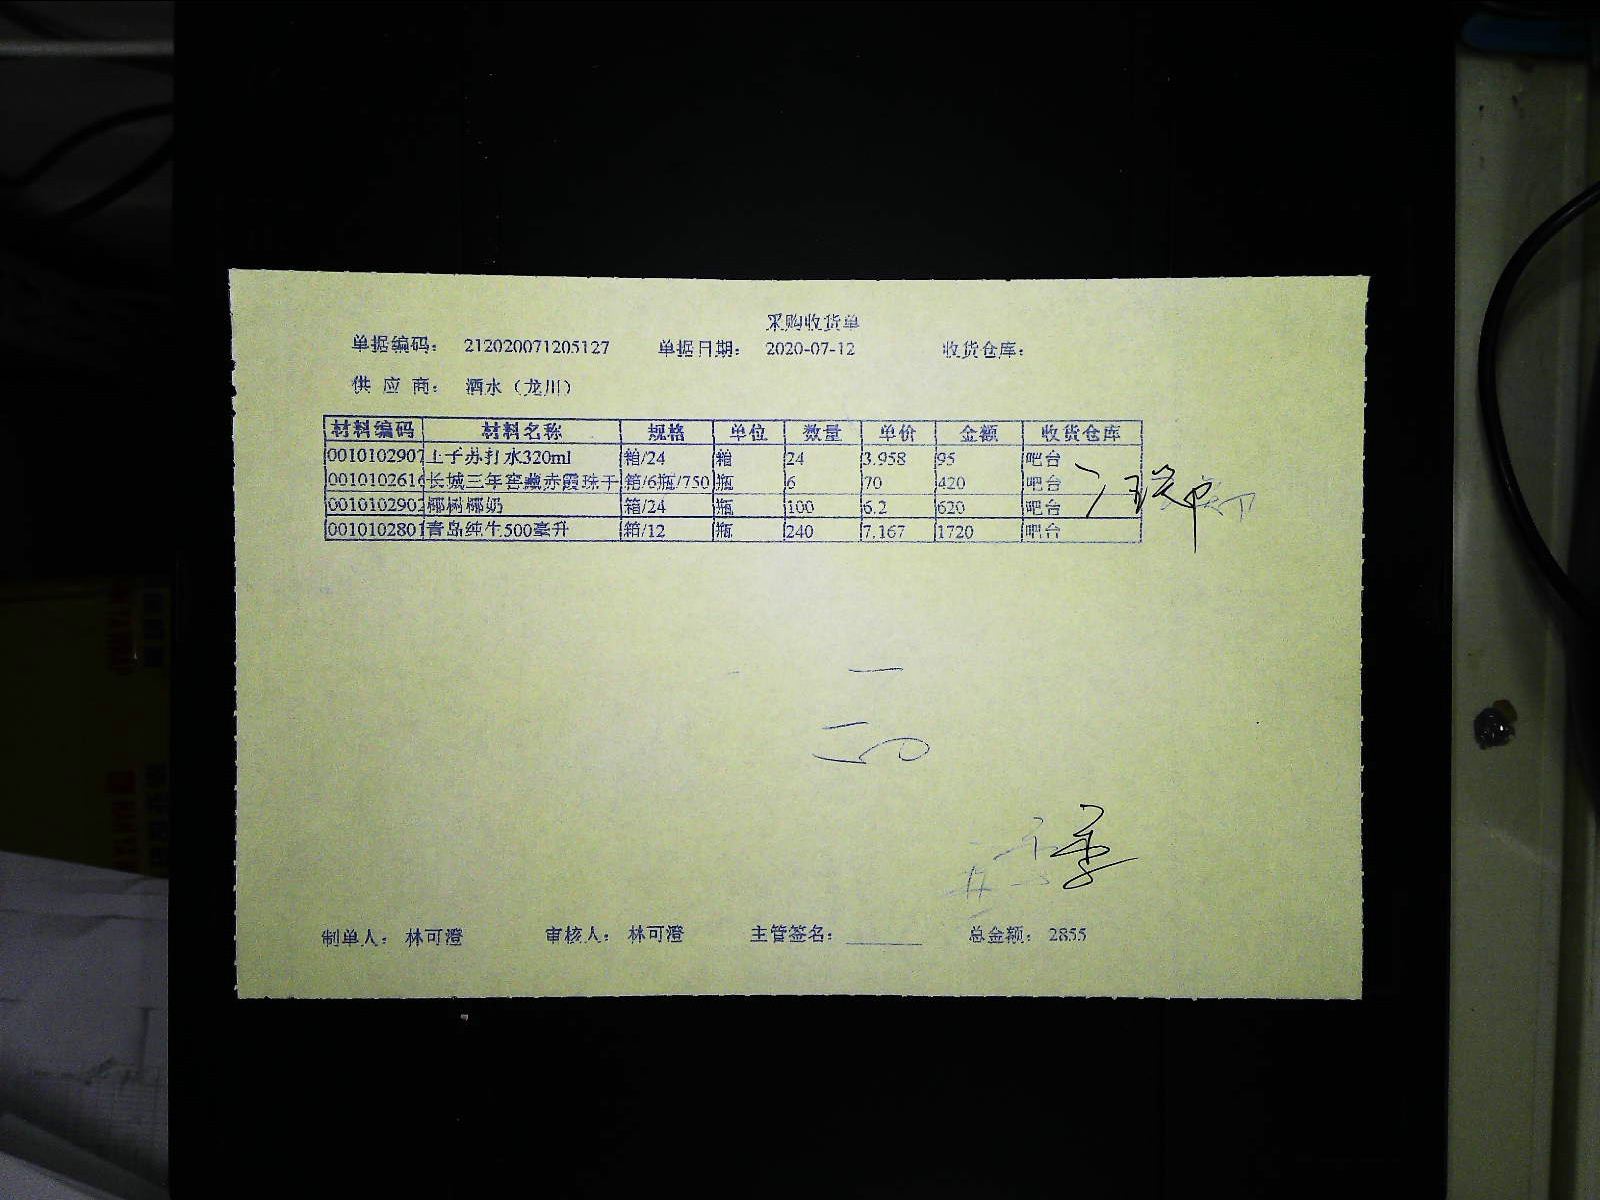 采购收货单
单据编码： 212020071205127 单据日期： 2020-07-12 收货仓库：
供 应 商： 酒水（龙川）
材料编码 材料名称 规格 单位 数量 单价 金额 收货仓库
0010102907 上子苏打水320ml 箱/24 箱 24 3.958 95 吧台
0010102616 长城三年窖藏赤霞珠干 箱/6瓶/750 瓶 6 70 420 吧台
0010102902 椰树椰奶 箱/24 瓶 100 6.2 620 吧台
0010102801 青岛纯生500毫升 箱/12 瓶 240 7.167 1720 吧台
制单人： 林可澄 审核人： 林可澄 主管签名： 总金额： 2855